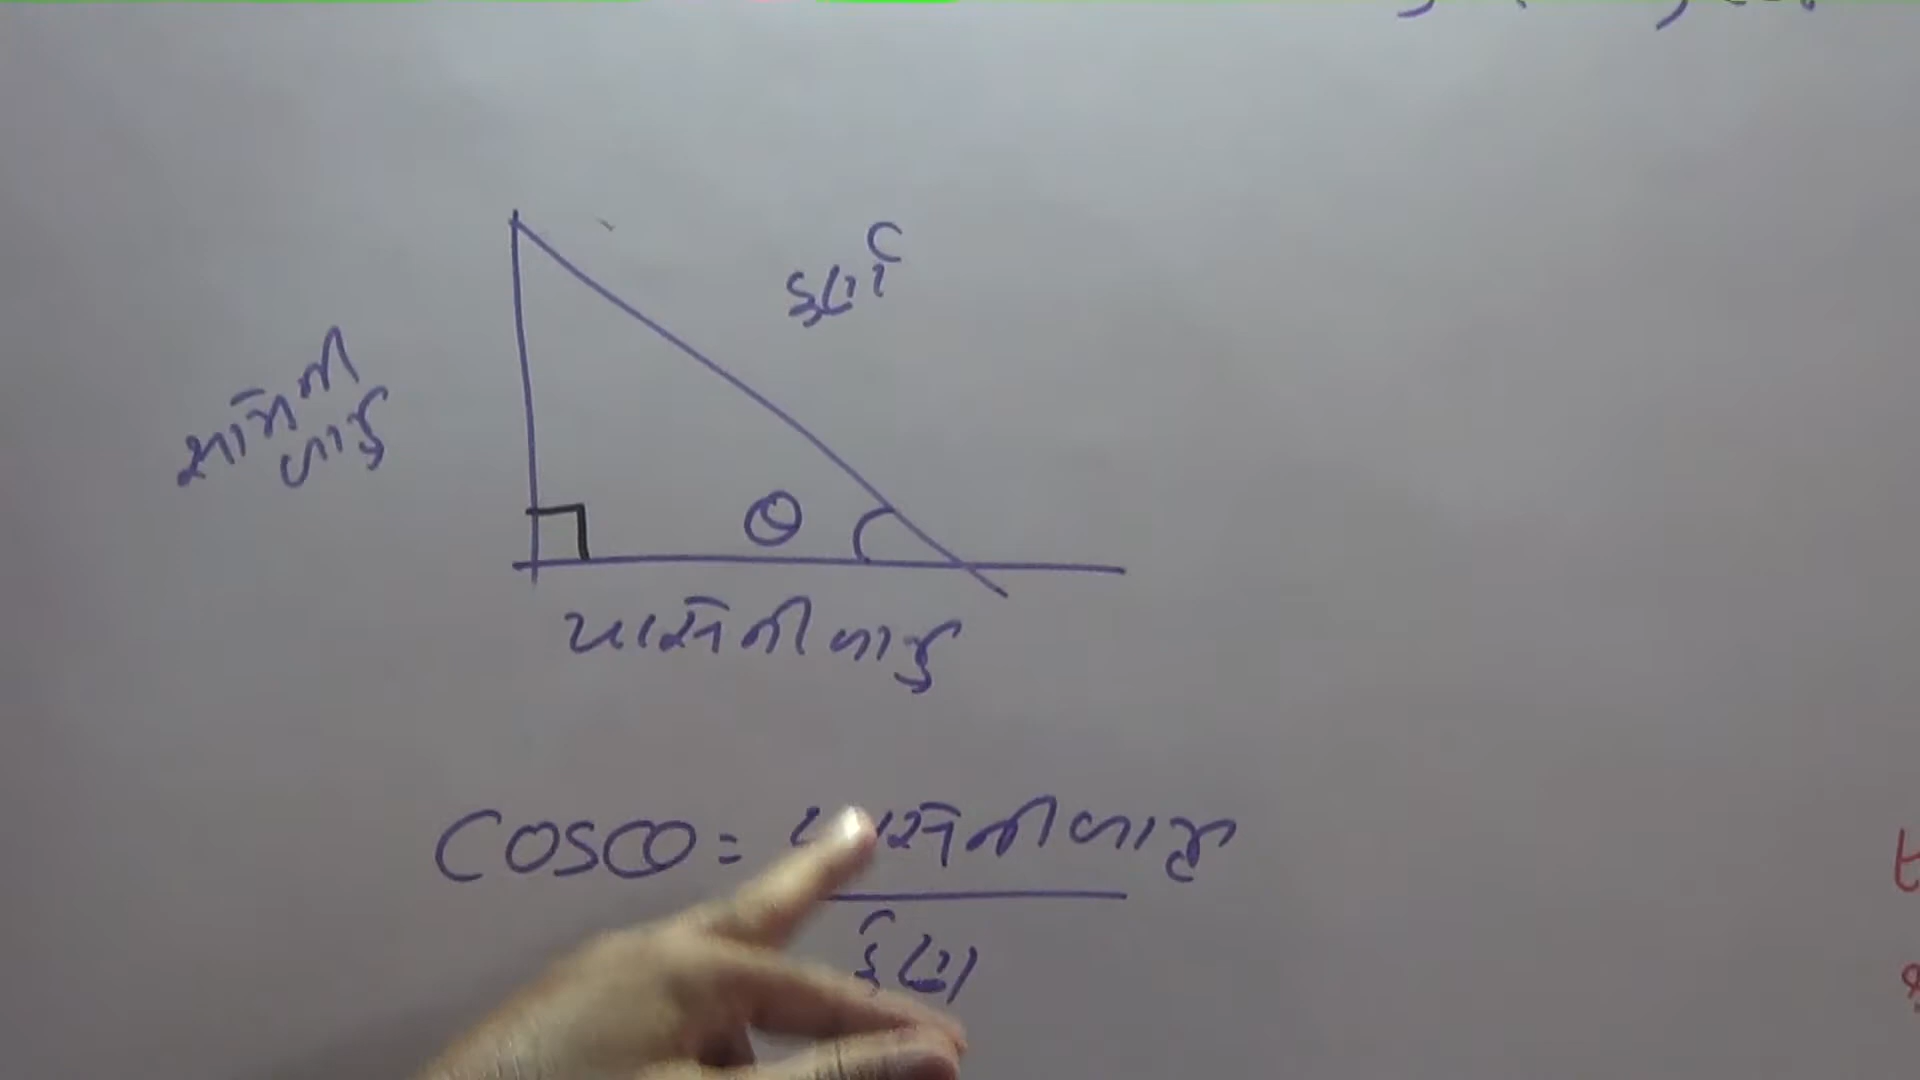 કર્ણ
સામેની
બાજુ
θ
પાસેની બાજુ
COSθ = પાસેની બાજુ
કર્ણ